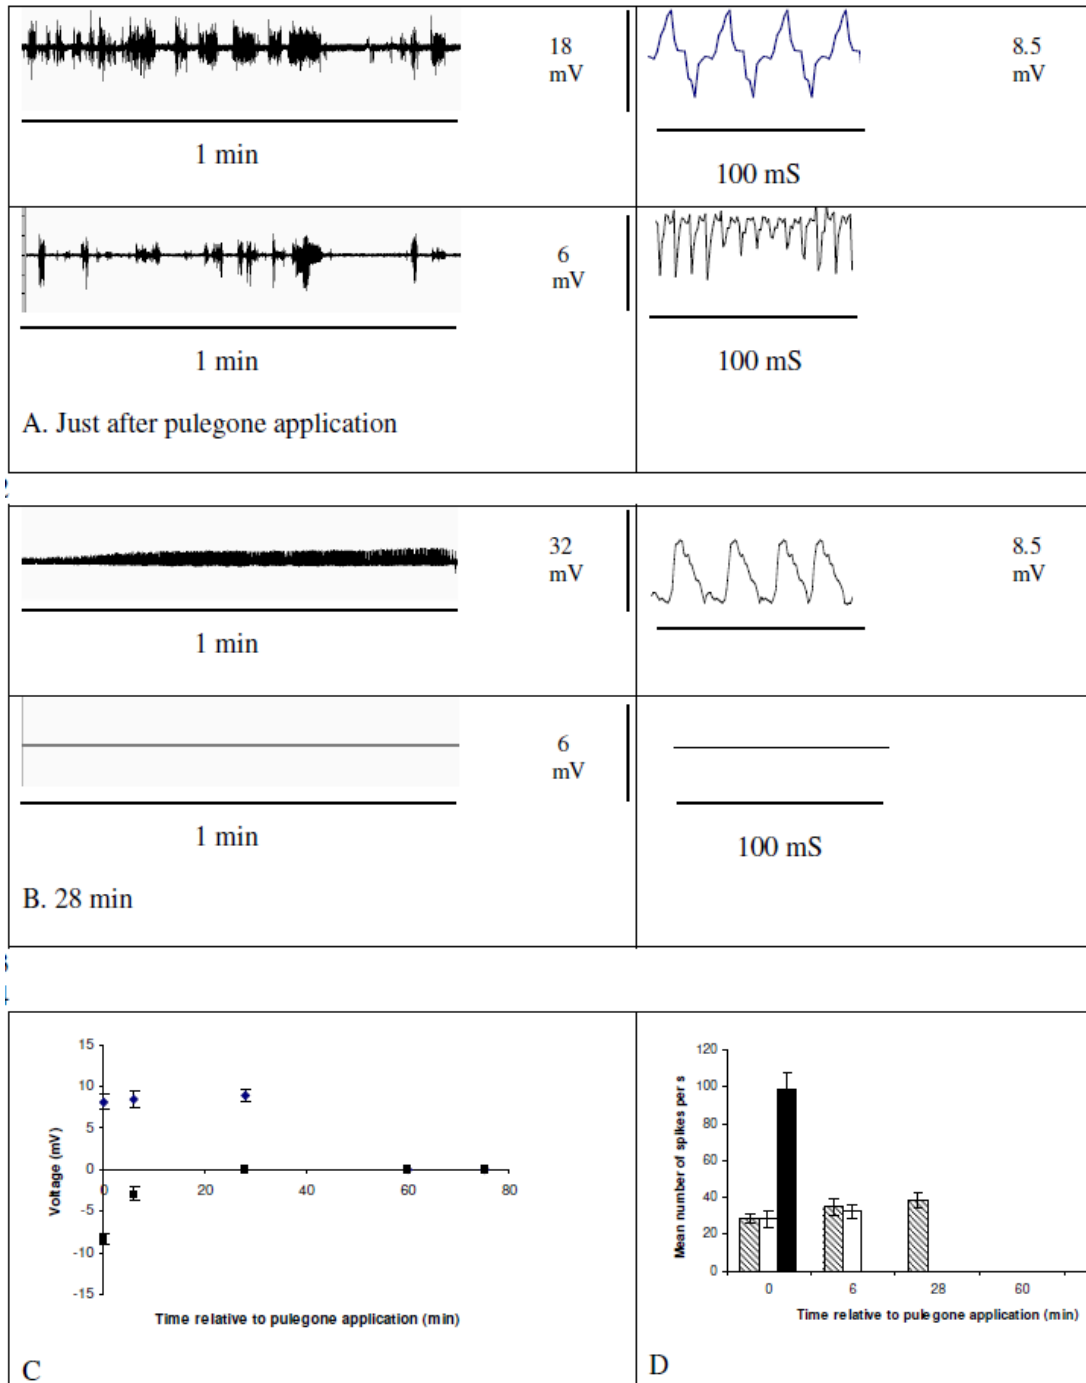 18
mV
8.5
mV
1 min
100 mS
6
mV
1 min
100 mS
A. Just after pulegone application
32
mV
8.5
mV
1 min
6
mV
1 min
100 mS
B. 28 min
15
10
5
0
-5
-10
-15
0 20 40 60 80
Voltage (mV)
Time relative to pulegone application (min)
C
120
100
80
60
40
20
0
0 6 28 60
Mean number of spikes per s
Time relative to pulegone application (min)
D